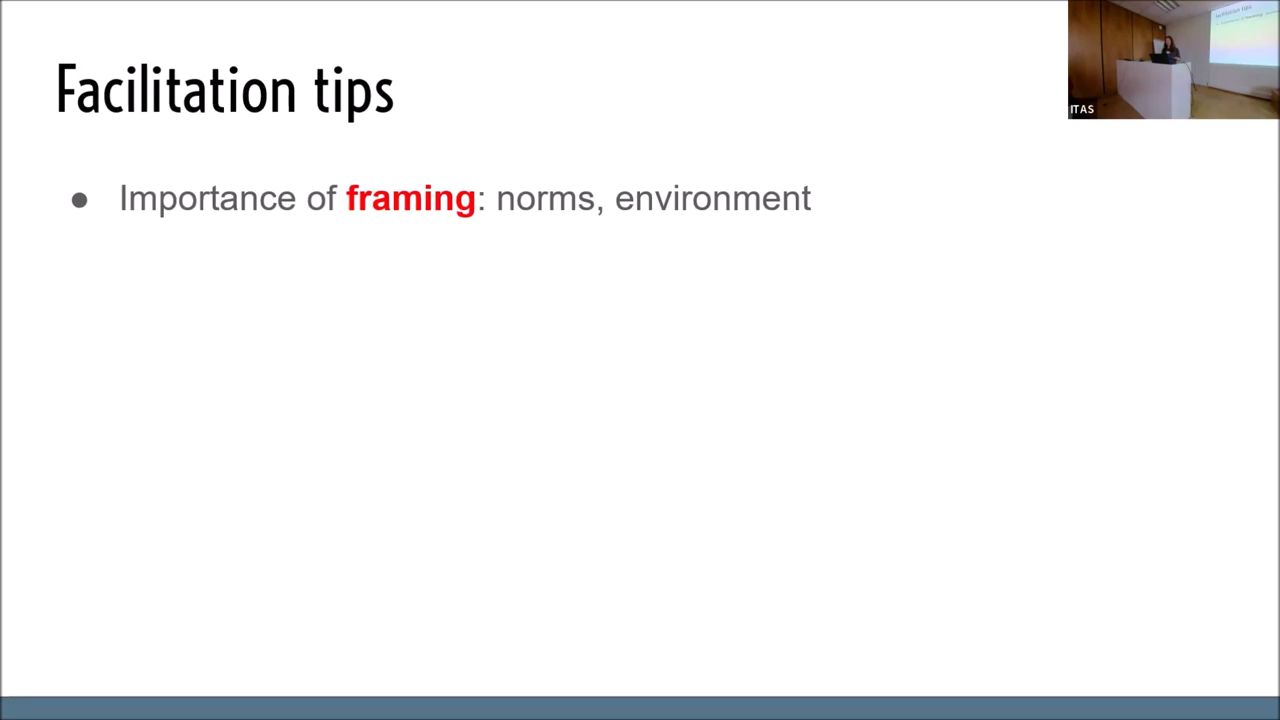 Facilitation tips
● Importance of framing: norms, environment
ITAS